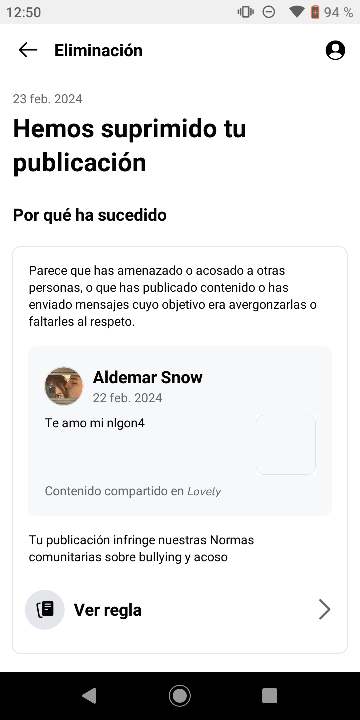 12:50
94 %
Eliminación
23 feb. 2024
Hemos suprimido tu
publicación
Por qué ha sucedido
Parece que has amenazado o acosado a otras
personas, o que has publicado contenido o has
enviado mensajes cuyo objetivo era avergonzarlas o
faltarles al respeto.
Aldemar Snow
22 feb. 2024
Te amo mi nlgon4
Contenido compartido en Lovely
Tu publicación infringe nuestras Normas
comunitarias sobre bullying y acoso
Ver regla